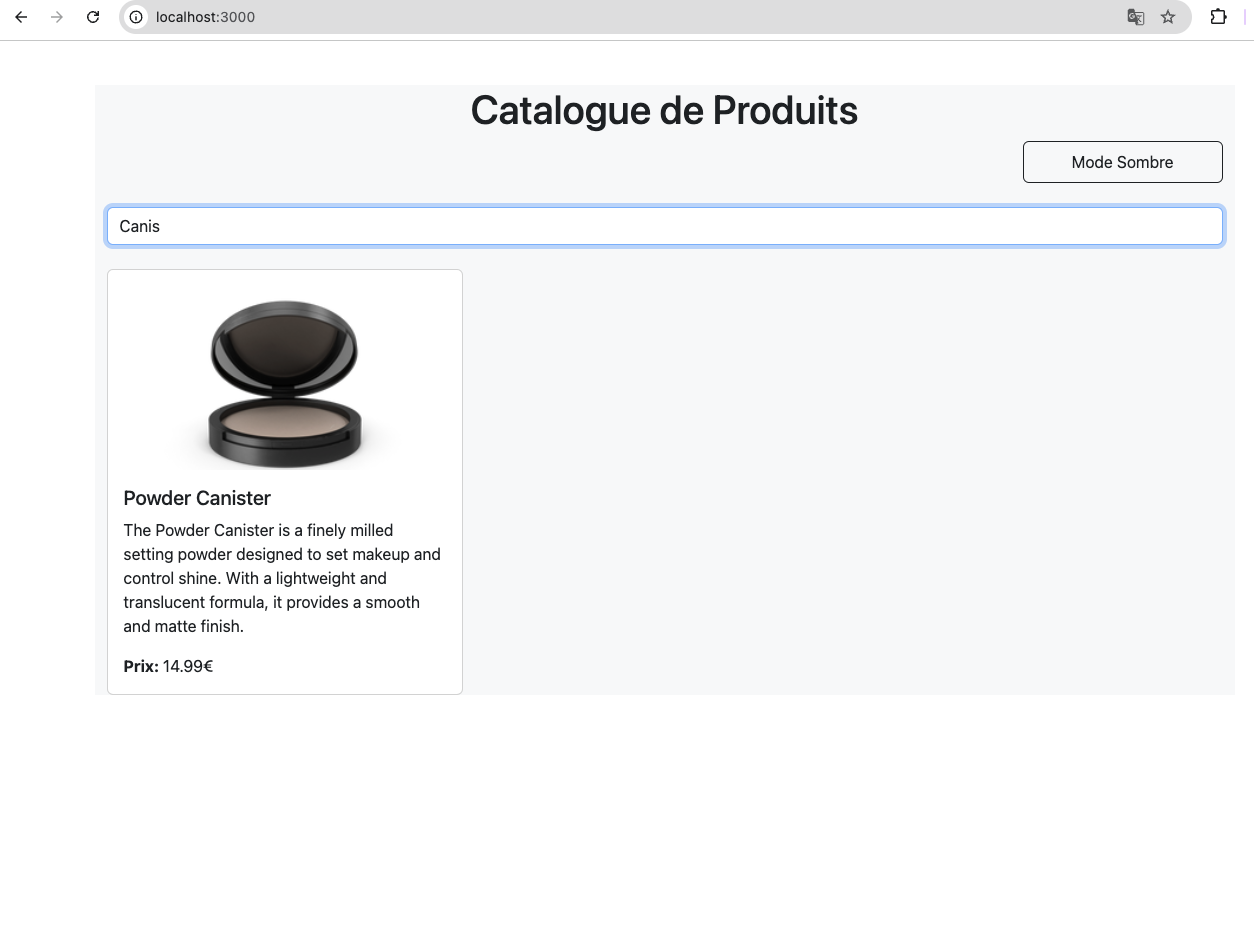 localhost:3000
Catalogue de Produits
Mode Sombre
Canis
Powder Canister
The Powder Canister is a finely milled
setting powder designed to set makeup and
control shine. With a lightweight and
translucent formula, it provides a smooth
and matte finish.
Prix: 14.99€